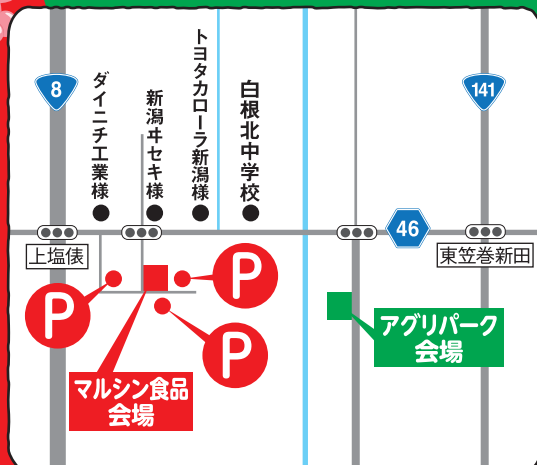 8
141
ダイニチ工業様
新潟ヰセキ様
トヨタカローラ新潟様
白根北中学校
46
上塩俵
東笠巻新田
P
P
P
アグリパーク
会場
マルシン食品
会場